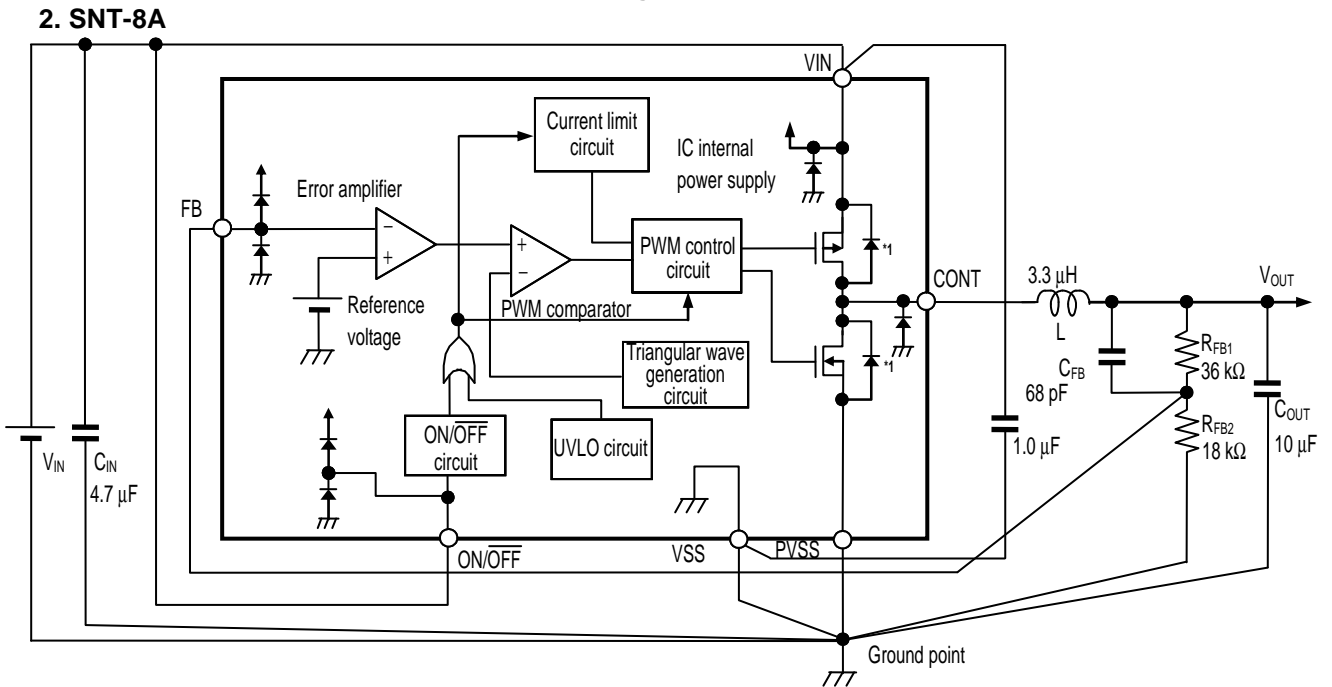 2. SNT-8A
VIN
Current limit
circuit
IC internal
power supply
Error amplifier
FB
−
+
+
−
PWM control
circuit
*1
CONT
3.3 μH
L
VOUT
Reference
voltage
PWM comparator
Triangular wave
generation
circuit
*1
CFB
68 pF
RFB1
36 kΩ
RFB2
18 kΩ
COUT
10 μF
1.0 μF
ON/OFF
circuit
UVLO circuit
VIN
CIN
4.7 μF
ON/OFF
VSS
PVSS
Ground point